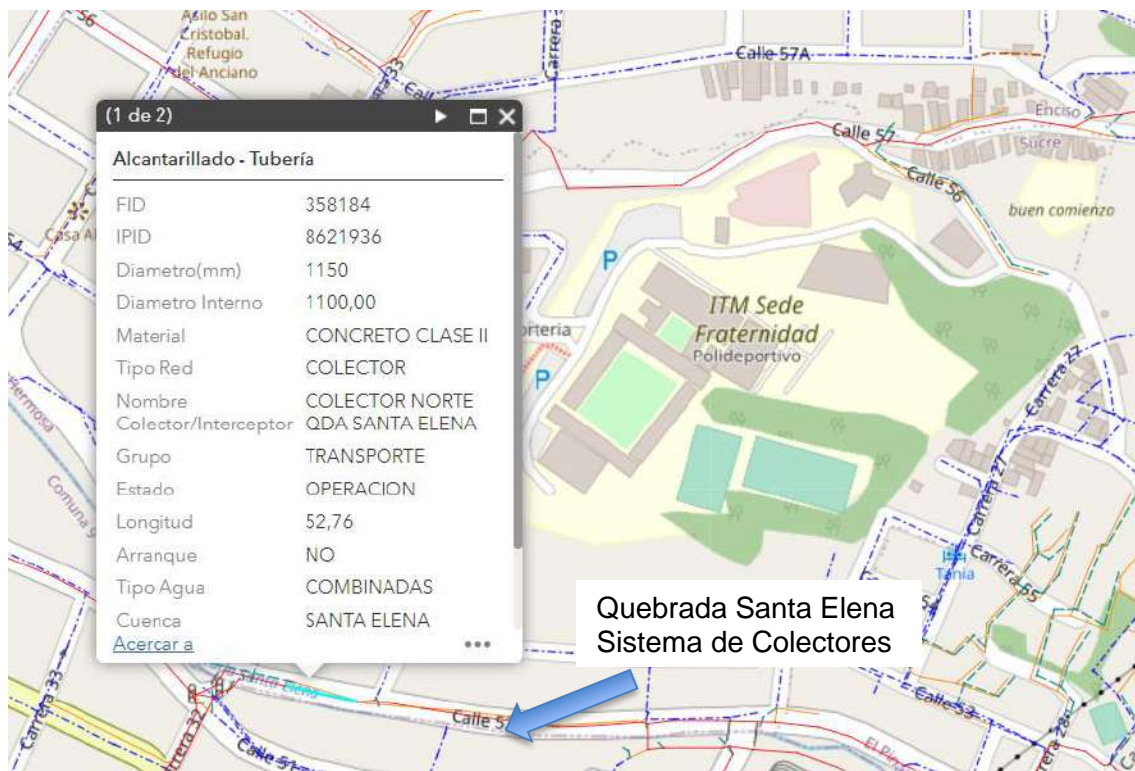 Asilo San
Cristobal.
Refugio
del Anciano
Calle 57A
Enciso
Sucre
Calle 57
Calle 56
buen comienzo
(1 de 2)
Alcantarillado - Tubería
FID 358184
IPID 8621936
Diametro(mm) 1150
Diametro Interno 1100,00
Material CONCRETO CLASE II
Tipo Red COLECTOR
Nombre COLECTOR NORTE
Colector/Interceptor QDA SANTA ELENA
Grupo TRANSPORTE
Estado OPERACION
Longitud 52,76
Arranque NO
Tipo Agua COMBINADAS
Cuenca SANTA ELENA
Acercar a
P
ITM Sede
Fraternidad
Polideportivo
P
Carrera 27
Carrera 27
Tania
Carrera 55
Quebrada Santa Elena
Sistema de Colectores
Carrera 33
Carrera 32
Calle 51
Calle 53
Carrera 28